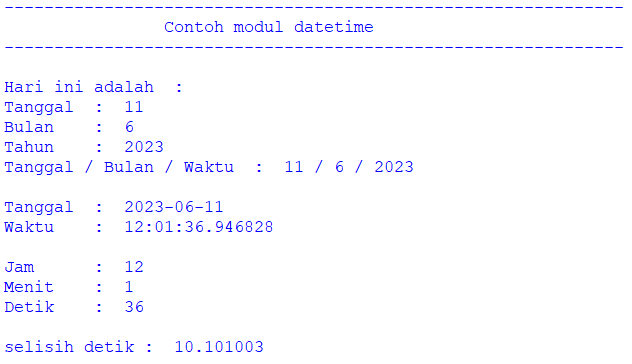 --------------------------------------------------------------
Contoh modul datetime
--------------------------------------------------------------
Hari ini adalah  :
Tanggal  :  11
Bulan    :  6
Tahun    :  2023
Tanggal / Bulan / Waktu  :  11 / 6 / 2023
Tanggal  :  2023-06-11
Waktu    :  12:01:36.946828
Jam      :  12
Menit    :  1
Detik    :  36
selisih detik :  10.101003